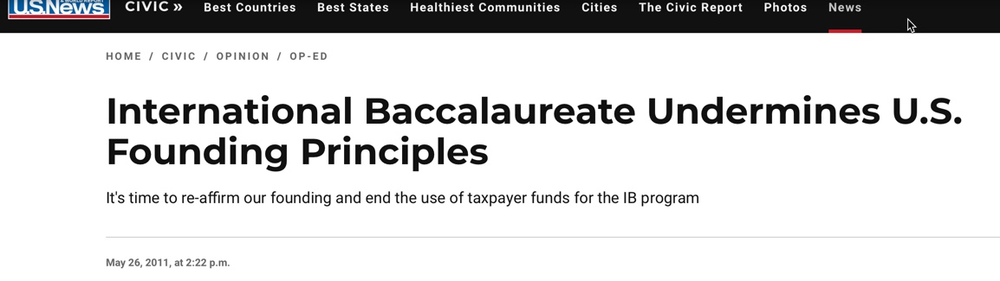 U.S.News CIVIC » Best Countries Best States Healthiest Communities Cities The Civic Report Photos News
HOME / CIVIC / OPINION / OP-ED
International Baccalaureate Undermines U.S.
Founding Principles
It's time to re-affirm our founding and end the use of taxpayer funds for the IB program
May 26, 2011, at 2:22 p.m.